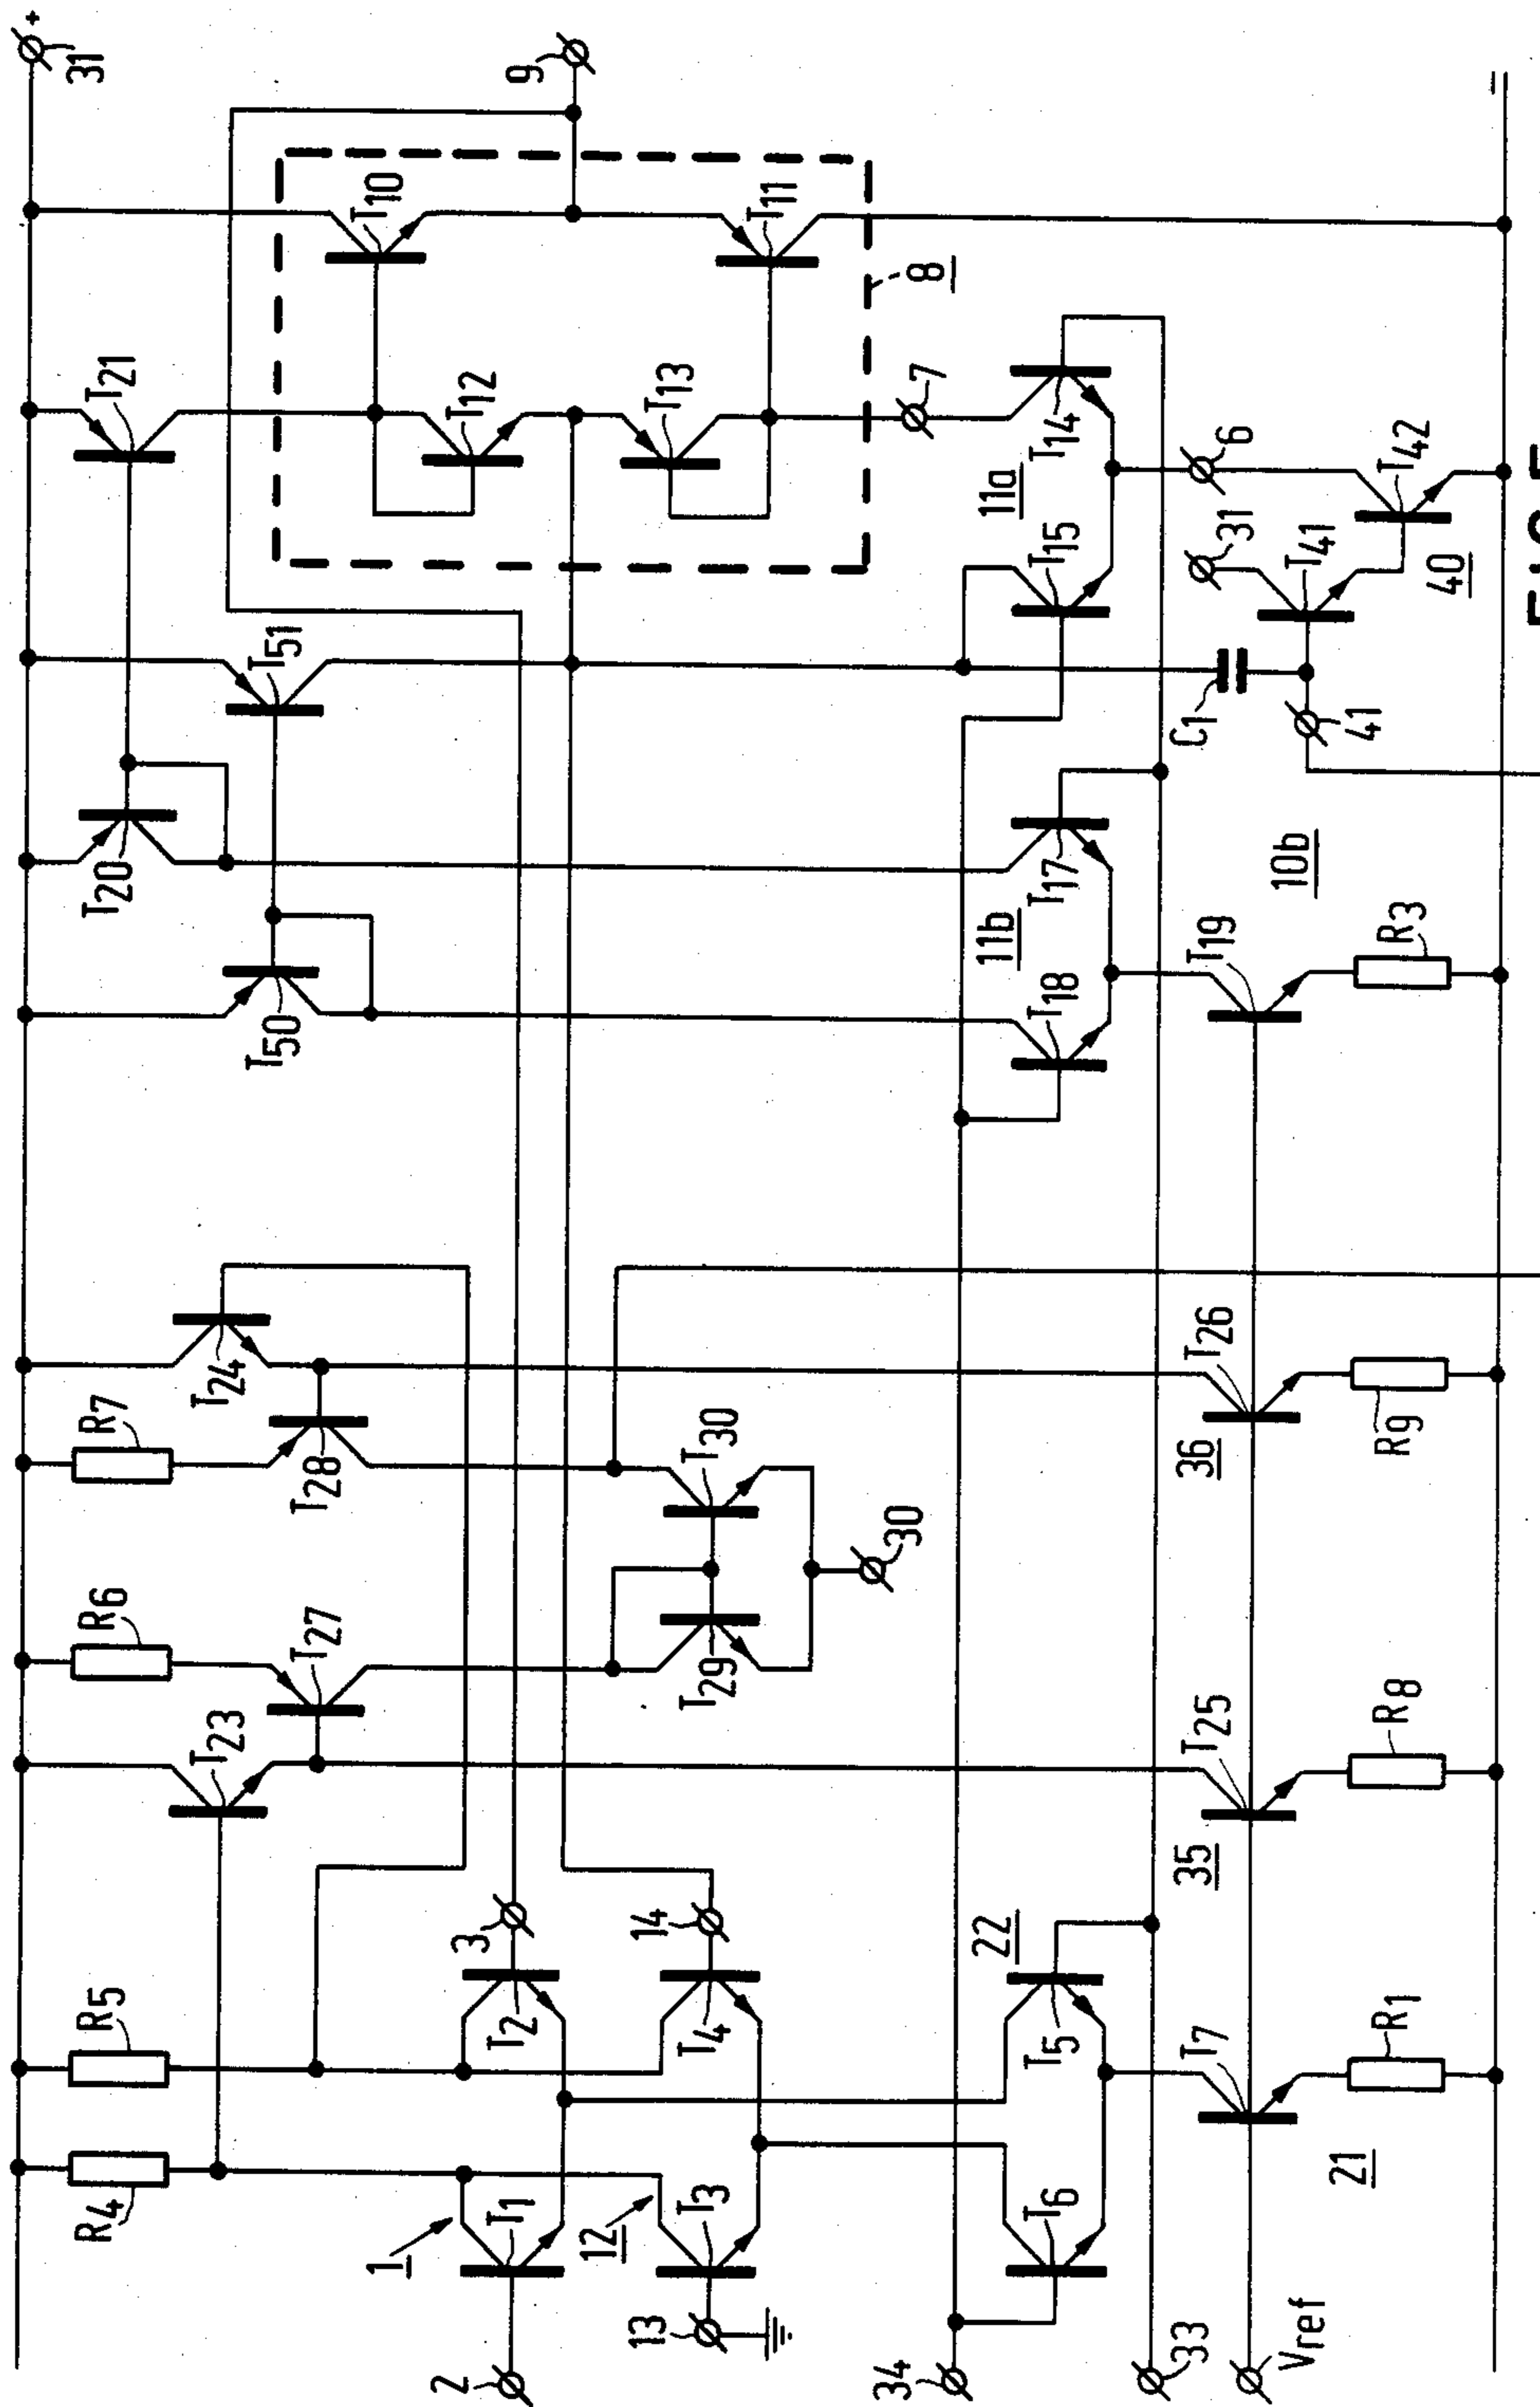 +
31
R4
R5
R6
R7
T23
T24
T27
T28
T20
T21
T50
T51
T10
T12
T13
T11
8
9
1
T1
T2
2
3
12
T3
T4
13
14
T29
T30
30
7
34
33
T6
T5
22
11b
T18
T17
11a
T15
T14
6
31
C1
41
T41
T42
40
10b
T19
R3
36
T26
R9
35
T25
R8
21
T7
R1
Vref
−